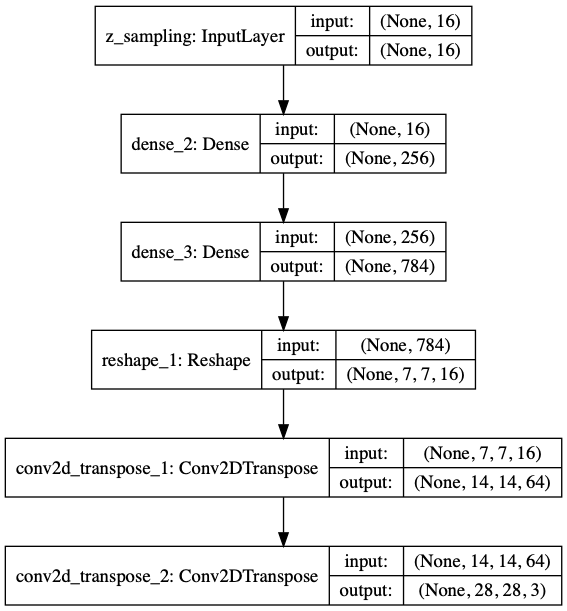 z_sampling: InputLayer
input: (None, 16)
output: (None, 16)
dense_2: Dense
input: (None, 16)
output: (None, 256)
dense_3: Dense
input: (None, 256)
output: (None, 784)
reshape_1: Reshape
input: (None, 784)
output: (None, 7, 7, 16)
conv2d_transpose_1: Conv2DTranspose
input: (None, 7, 7, 16)
output: (None, 14, 14, 64)
conv2d_transpose_2: Conv2DTranspose
input: (None, 14, 14, 64)
output: (None, 28, 28, 3)